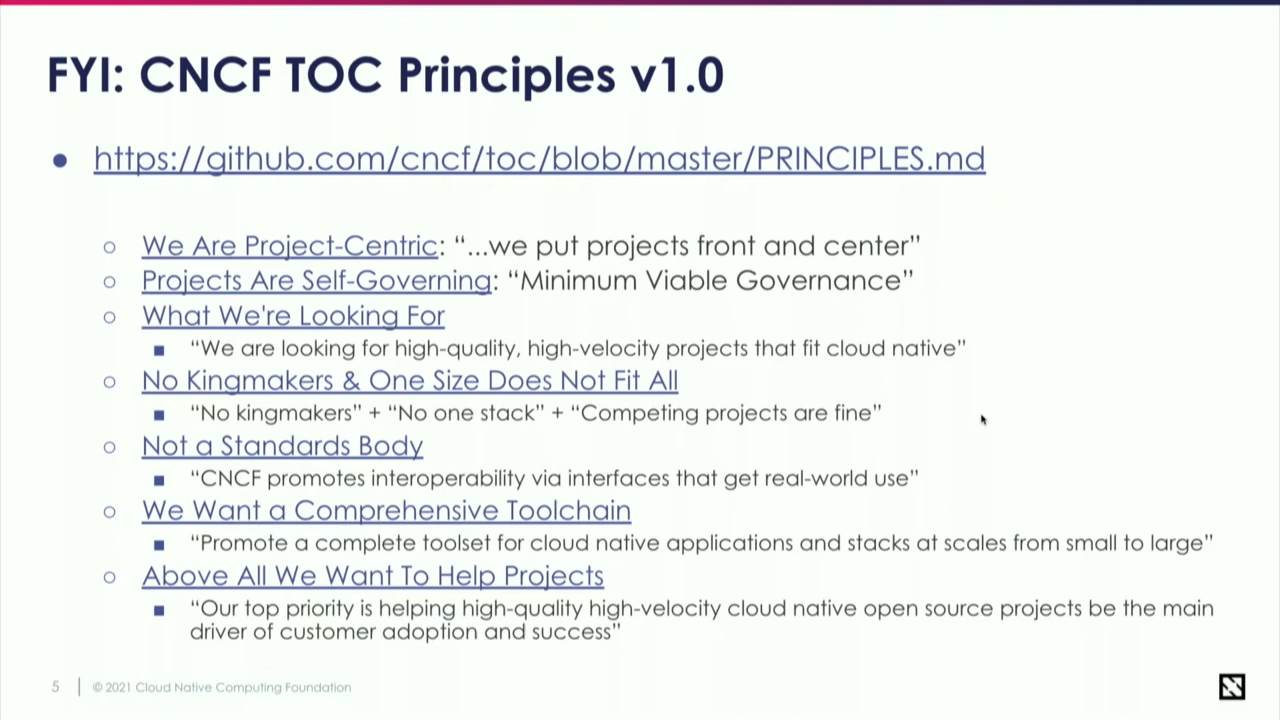 FYI: CNCF TOC Principles v1.0
● https://github.com/cncf/toc/blob/master/PRINCIPLES.md
○ We Are Project-Centric: “...we put projects front and center”
○ Projects Are Self-Governing: “Minimum Viable Governance”
○ What We're Looking For
■ “We are looking for high-quality, high-velocity projects that fit cloud native”
○ No Kingmakers & One Size Does Not Fit All
■ “No kingmakers” + “No one stack” + “Competing projects are fine”
○ Not a Standards Body
■ “CNCF promotes interoperability via interfaces that get real-world use”
○ We Want a Comprehensive Toolchain
■ “Promote a complete toolset for cloud native applications and stacks at scales from small to large”
○ Above All We Want To Help Projects
■ “Our top priority is helping high-quality high-velocity cloud native open source projects be the main
driver of customer adoption and success”
5 | © 2021 Cloud Native Computing Foundation